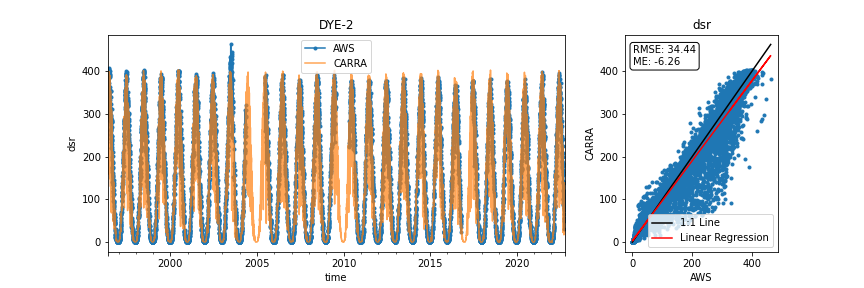 DYE-2
dsr
400
300
200
100
0
2000
2005
2010
2015
2020
time
AWS
CARRA
dsr
RMSE: 34.44
ME: -6.26
CARRA
400
300
200
100
0
0
200
400
AWS
1:1 Line
Linear Regression